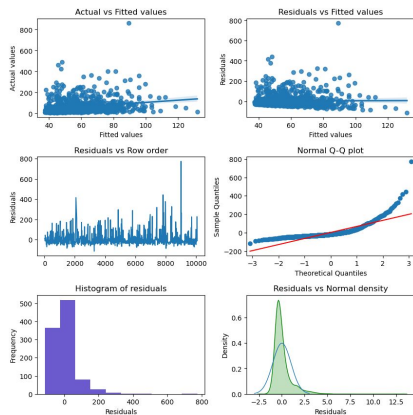 Actual vs Fitted values
Actual values
800
600
400
200
0
40 60 80 100 120
Fitted values
Residuals vs Fitted values
Residuals
800
600
400
200
0
40 60 80 100 120
Fitted values
Residuals vs Row order
Residuals
800
600
400
200
0
0 2000 4000 6000 8000 10000
Normal Q-Q plot
Sample Quantiles
800
600
400
200
0
−200
−3 −2 −1 0 1 2 3
Theoretical Quantiles
Histogram of residuals
Frequency
500
400
300
200
100
0
0 200 400 600 800
Residuals
Residuals vs Normal density
Density
0.6
0.4
0.2
0.0
−2.5 0.0 2.5 5.0 7.5 10.0 12.5
Residuals